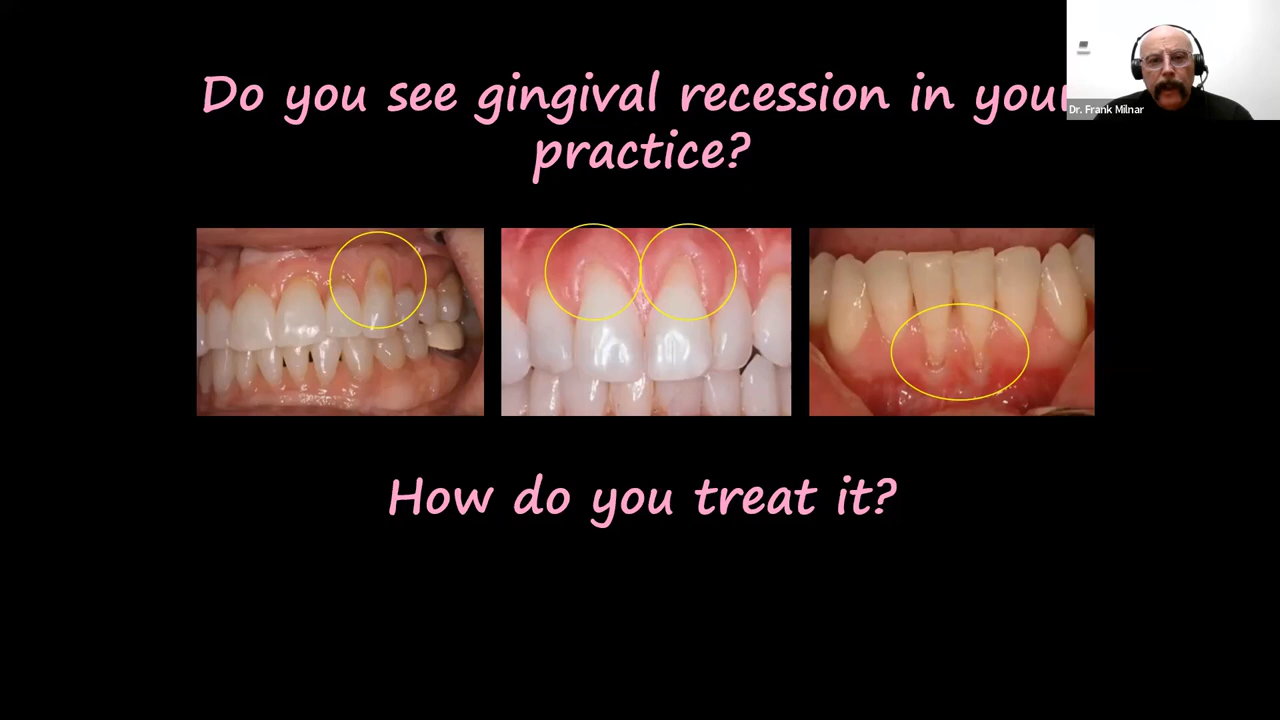 Do you see gingival recession in your
practice?
Dr. Frank Milnar
How do you treat it?